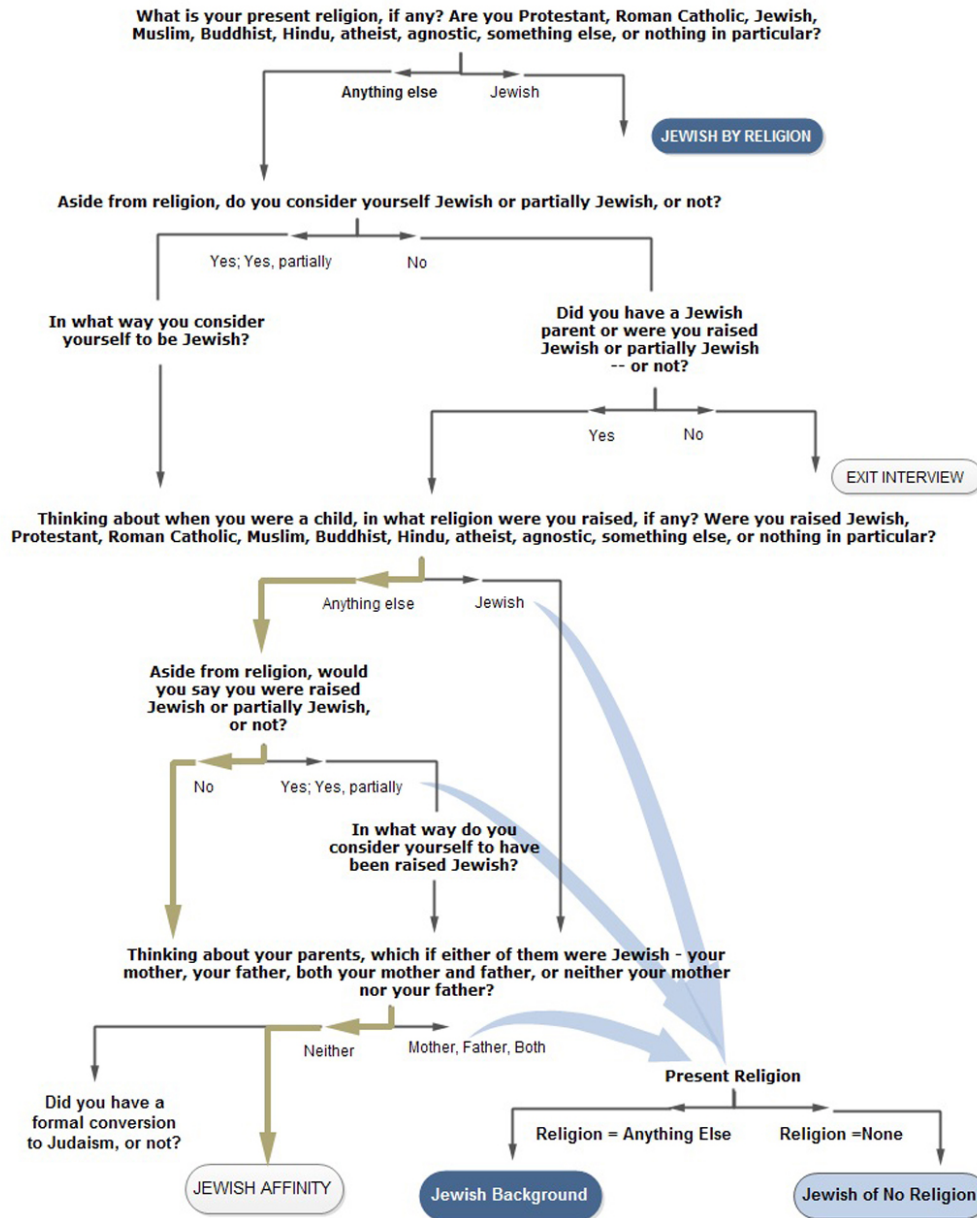 What is your present religion, if any? Are you Protestant, Roman Catholic, Jewish,
Muslim, Buddhist, Hindu, atheist, agnostic, something else, or nothing in particular?
Anything else
Jewish
JEWISH BY RELIGION
Aside from religion, do you consider yourself Jewish or partially Jewish, or not?
Yes; Yes, partially
No
In what way you consider
yourself to be Jewish?
Did you have a Jewish
parent or were you raised
Jewish or partially Jewish
-- or not?
Yes
No
EXIT INTERVIEW
Thinking about when you were a child, in what religion were you raised, if any? Were you raised Jewish,
Protestant, Roman Catholic, Muslim, Buddhist, Hindu, atheist, agnostic, something else, or nothing in particular?
Anything else
Jewish
Aside from religion, would
you say you were raised
Jewish or partially Jewish,
or not?
No
Yes; Yes, partially
In what way do you
consider yourself to have
been raised Jewish?
Thinking about your parents, which if either of them were Jewish - your
mother, your father, both your mother and father, or neither your mother
nor your father?
Neither
Mother, Father, Both
Did you have a
formal conversion
to Judaism, or not?
Present Religion
Religion = Anything Else
Religion =None
JEWISH AFFINITY
Jewish Background
Jewish of No Religion